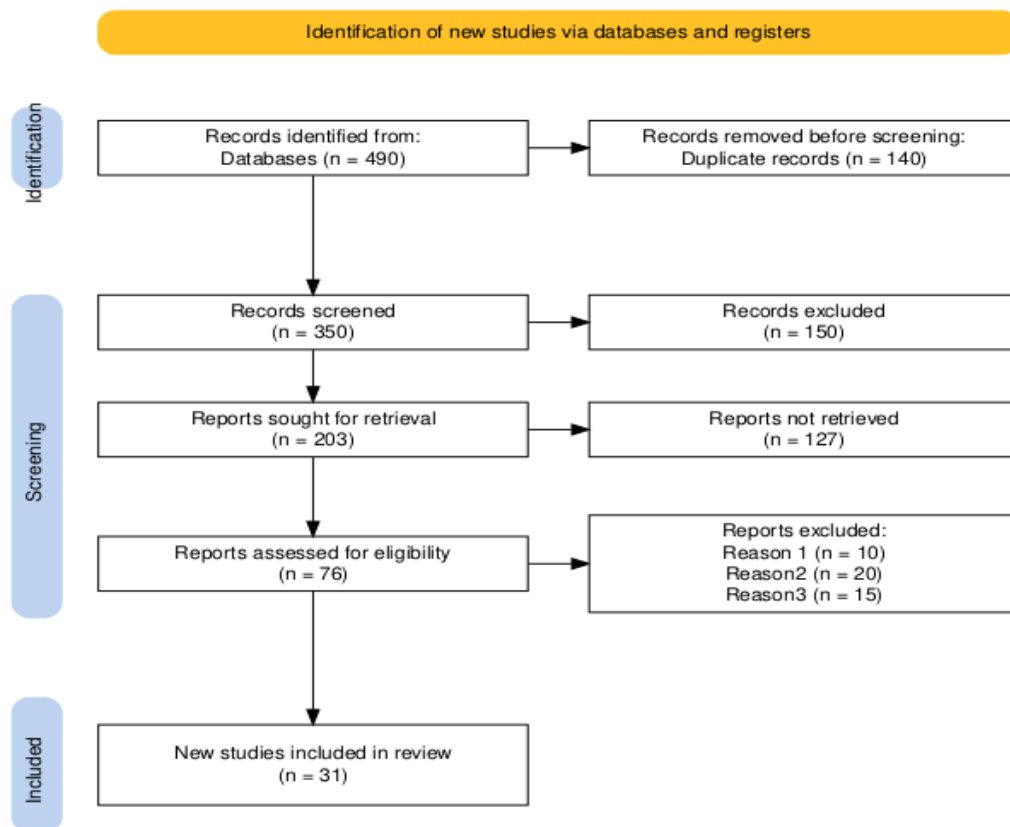 Identification of new studies via databases and registers
Identification
Records identified from:
Databases (n = 490)
Records removed before screening:
Duplicate records (n = 140)
Screening
Records screened
(n = 350)
Records excluded
(n = 150)
Reports sought for retrieval
(n = 203)
Reports not retrieved
(n = 127)
Reports assessed for eligibility
(n = 76)
Reports excluded:
Reason 1 (n = 10)
Reason2 (n = 20)
Reason3 (n = 15)
Included
New studies included in review
(n = 31)